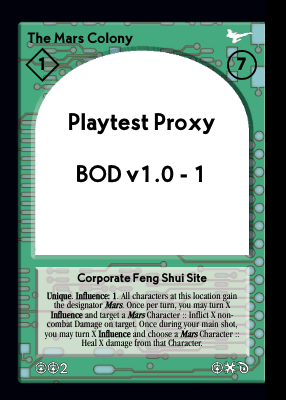 The Mars Colony
1
7
Playtest Proxy
BOD v1.0 - 1
Corporate Feng Shui Site
Unique. Influence: 1. All characters at this location gain
the designator Mars. Once per turn, you may turn X
Influence and target a Mars Character :: Inflict X non-
combat Damage on target. Once during your main shot,
you may turn X Influence and choose a Mars Character ::
Heal X damage from that Character.
2